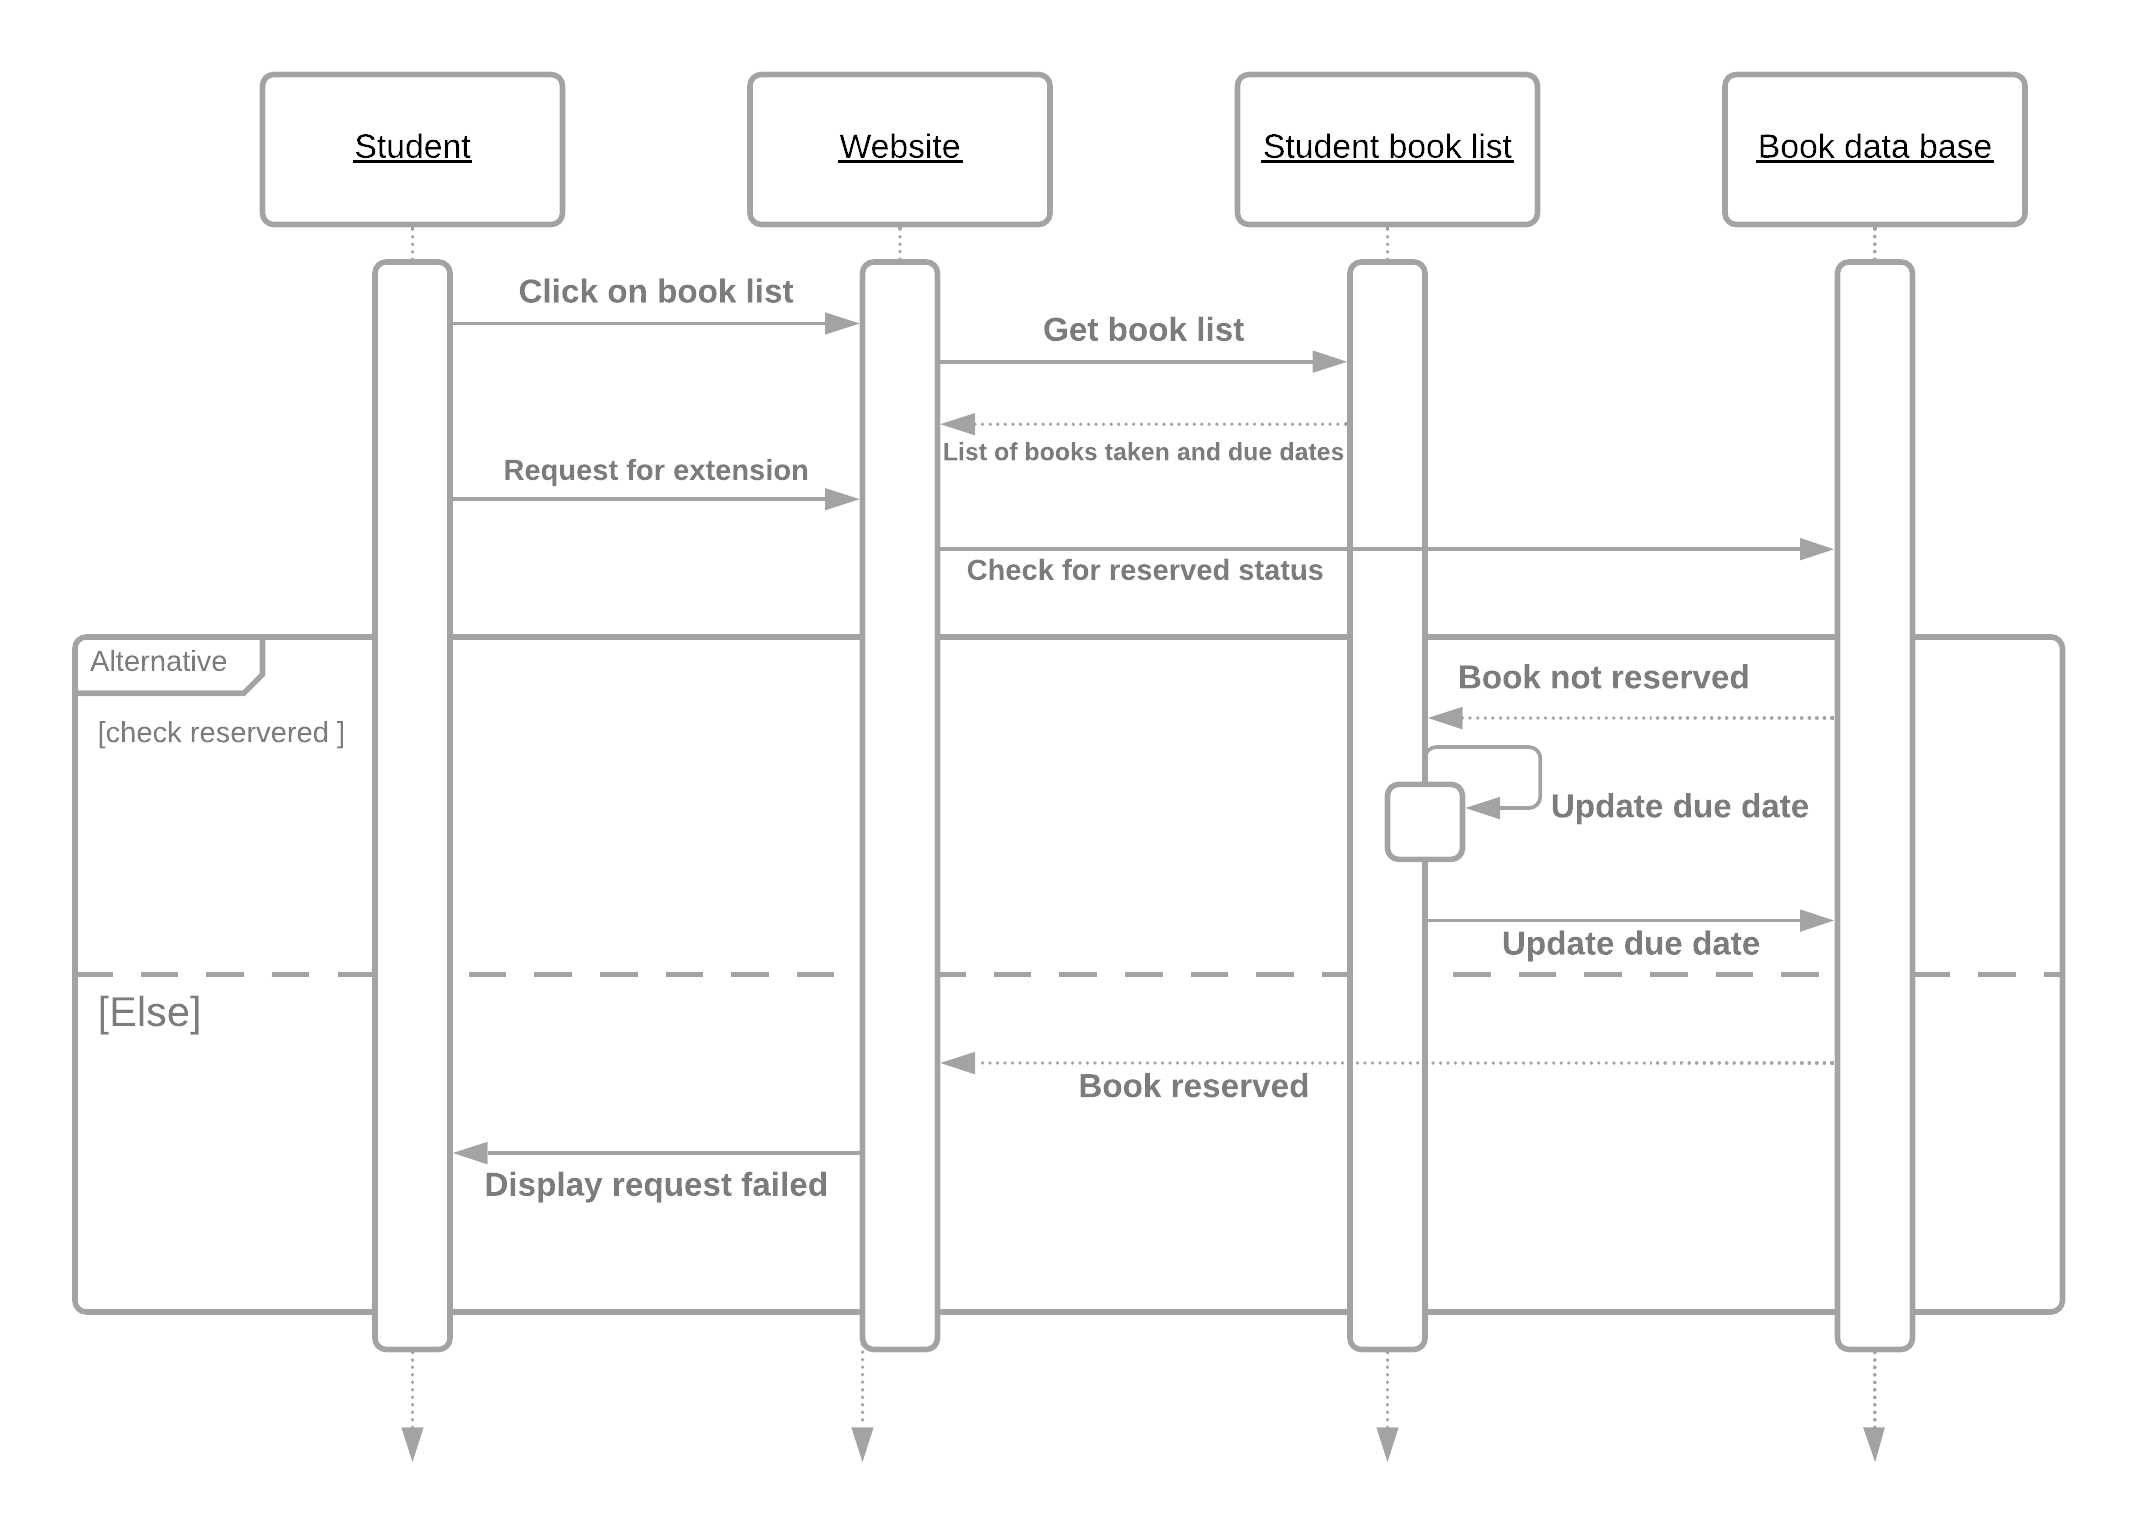 Student
Website
Student book list
Book data base
Click on book list
Get book list
List of books taken and due dates
Request for extension
Check for reserved status
Alternative
[check reservered ]
Book not reserved
Update due date
Update due date
[Else]
Book reserved
Display request failed